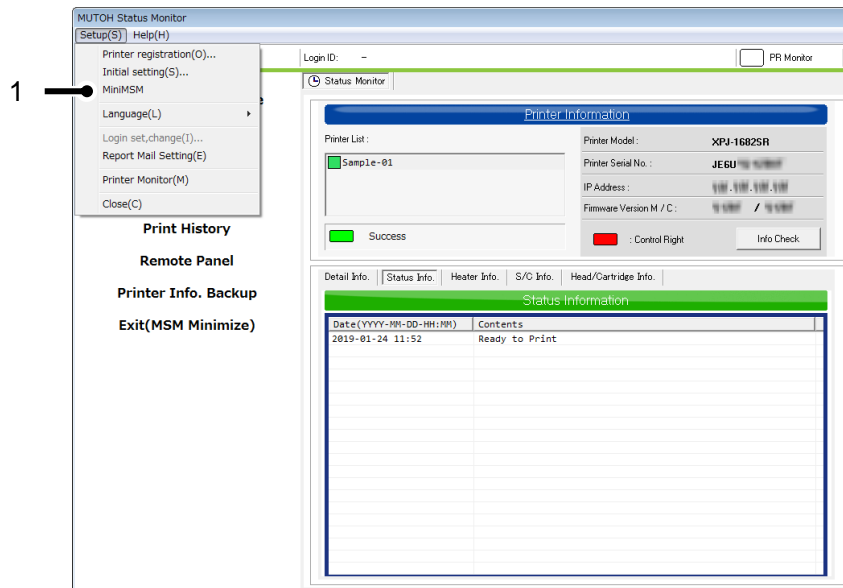 MUTOH Status Monitor
Setup(S) Help(H)
Printer registration(O)...
Initial setting(S)...
1
MiniMSM
Language(L)
Login set,change(I)...
Report Mail Setting(E)
Printer Monitor(M)
Close(C)
e
Print History
Remote Panel
Printer Info. Backup
Exit(MSM Minimize)
Login ID: –
PR Monitor
Status Monitor
Printer Information
Printer List :
Sample-01
Success
Printer Model : XPJ-1682SR
Printer Serial No. : JE6U
IP Address :
Firmware Version M / C : /
: Control Right
Info Check
Detail Info. Status Info. Heater Info. S/C Info. Head/Cartridge Info.
Status Information
Date(YYYY-MM-DD-HH:MM) Contents
2019-01-24 11:52 Ready to Print